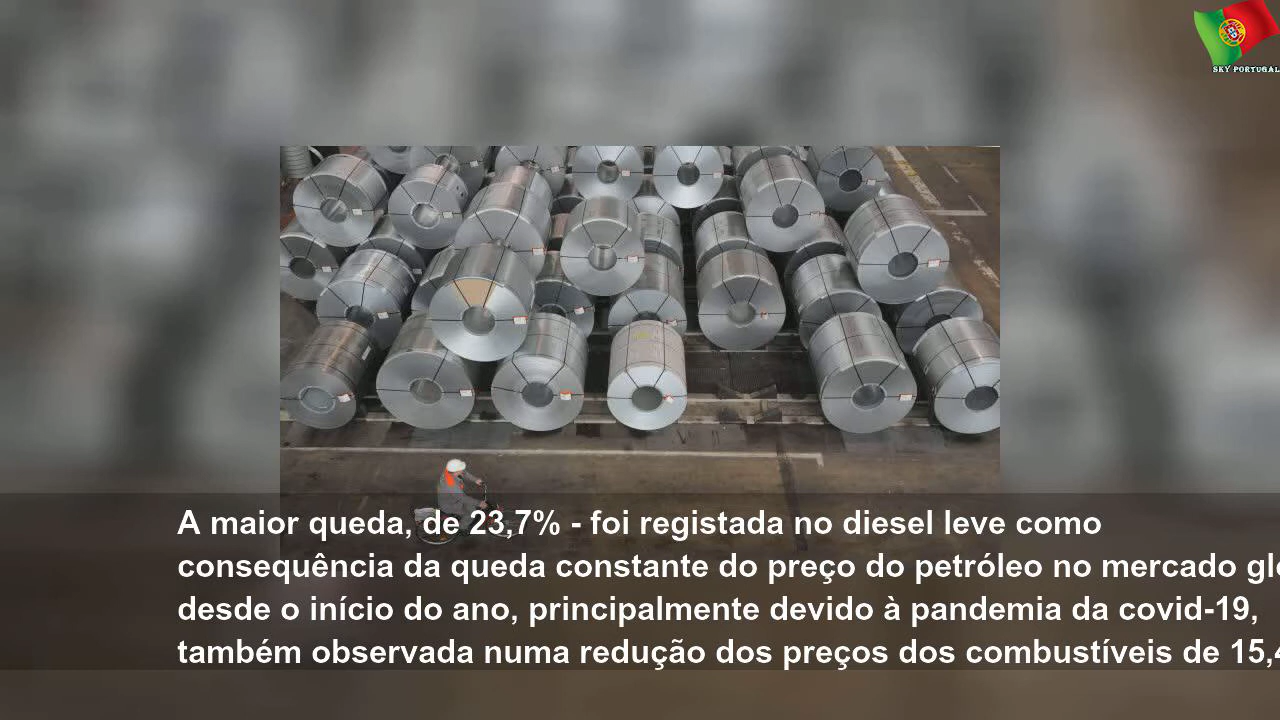 SKY PORTUGAL
A maior queda, de 23,7% - foi registada no diesel leve como
consequência da queda constante do preço do petróleo no mercado
desde o início do ano, principalmente devido à pandemia da covid-19,
também observada numa redução dos preços dos combustíveis de